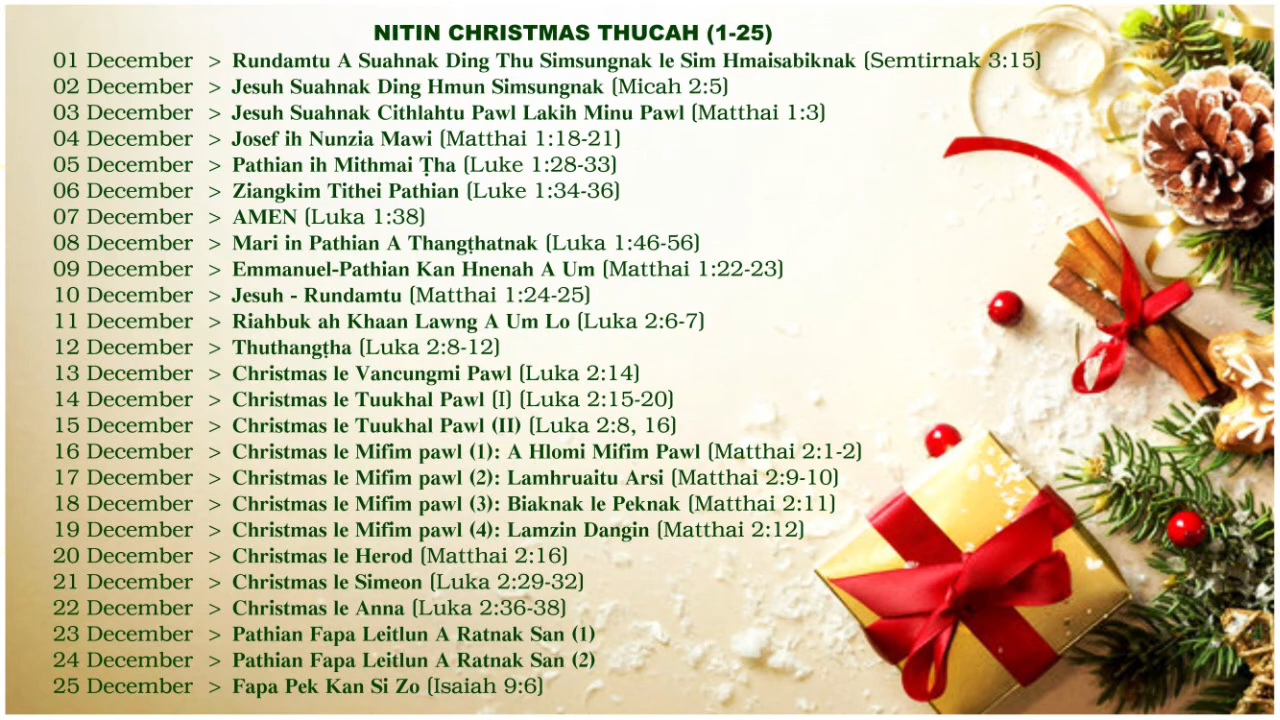 NITIN CHRISTMAS THUCAH (1-25)
01 December > Rundamtu A Suahnak Ding Thu Simsungnak le Sim Hmaisabiknak (Semtirnak 3:15)
02 December > Jesuh Suahnak Ding Hmun Simsungnak (Micah 2:5)
03 December > Jesuh Suahnak Cithlahtu Pawl Lakih Minu Pawl (Matthai 1:3)
04 December > Josef ih Nunzia Mawi (Matthai 1:18-21)
05 December > Pathian ih Mithmai Ṭha (Luke 1:28-33)
06 December > Ziangkim Tithei Pathian (Luke 1:34-36)
07 December > AMEN (Luka 1:38)
08 December > Mari in Pathian A Thangṭhatnak (Luka 1:46-56)
09 December > Emmanuel-Pathian Kan Hnenah A Um (Matthai 1:22-23)
10 December > Jesuh - Rundamtu (Matthai 1:24-25)
11 December > Riahbuk ah Khaan Lawng A Um Lo (Luka 2:6-7)
12 December > Thuthangṭha (Luka 2:8-12)
13 December > Christmas le Vancungmi Pawl (Luka 2:14)
14 December > Christmas le Tuukhal Pawl (I) (Luka 2:15-20)
15 December > Christmas le Tuukhal Pawl (II) (Luka 2:8, 16)
16 December > Christmas le Mifim pawl (1): A Hlomi Mifim Pawl (Matthai 2:1-2)
17 December > Christmas le Mifim pawl (2): Lamhruaitu Arsi (Matthai 2:9-10)
18 December > Christmas le Mifim pawl (3): Biaknak le Peknak (Matthai 2:11)
19 December > Christmas le Mifim pawl (4): Lamzin Dangin (Matthai 2:12)
20 December > Christmas le Herod (Matthai 2:16)
21 December > Christmas le Simeon (Luka 2:29-32)
22 December > Christmas le Anna (Luka 2:36-38)
23 December > Pathian Fapa Leitlun A Ratnak San (1)
24 December > Pathian Fapa Leitlun A Ratnak San (2)
25 December > Fapa Pek Kan Si Zo (Isaiah 9:6)